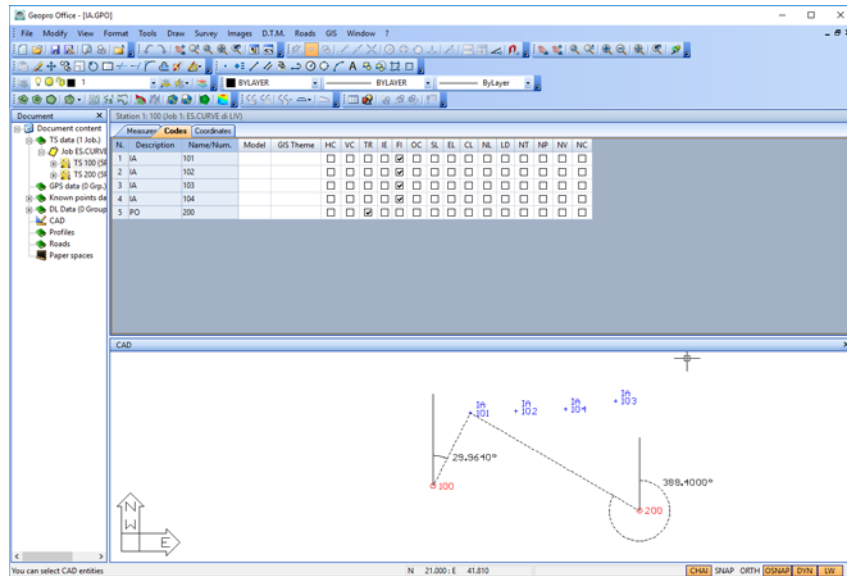 Geopro Office - [IA.GPO]
File Modify View Format Tools Draw Survey Images D.T.M. Roads GIS Window ?
1 BYLAYER BYLAYER ByLayer
Document x
Document content
TS data (1 Job.)
Job ES.CURVE
TS 100 (5R
TS 200 (5R
GPS data (0 Grp.)
Known points da
DL Data (0 Group
CAD
Profiles
Roads
Paper spaces
Station 1: 100 (Job 1: ES.CURVE di LIV)
Measures Codes Coordinates
N. Description Name/Num. Model GIS Theme HC VC TR IE FI OC SL EL CL NL LD NT NP NV NC
1 IA 101
2 IA 102
3 IA 103
4 IA 104
5 PO 200
CAD x
IA
101
102
IA
104
IA
103
29.9640°
100
388.4000°
200
N
W
E
You can select CAD entities N 21.000 : E 41.810 CHAI SNAP ORTH OSNAP DYN LW